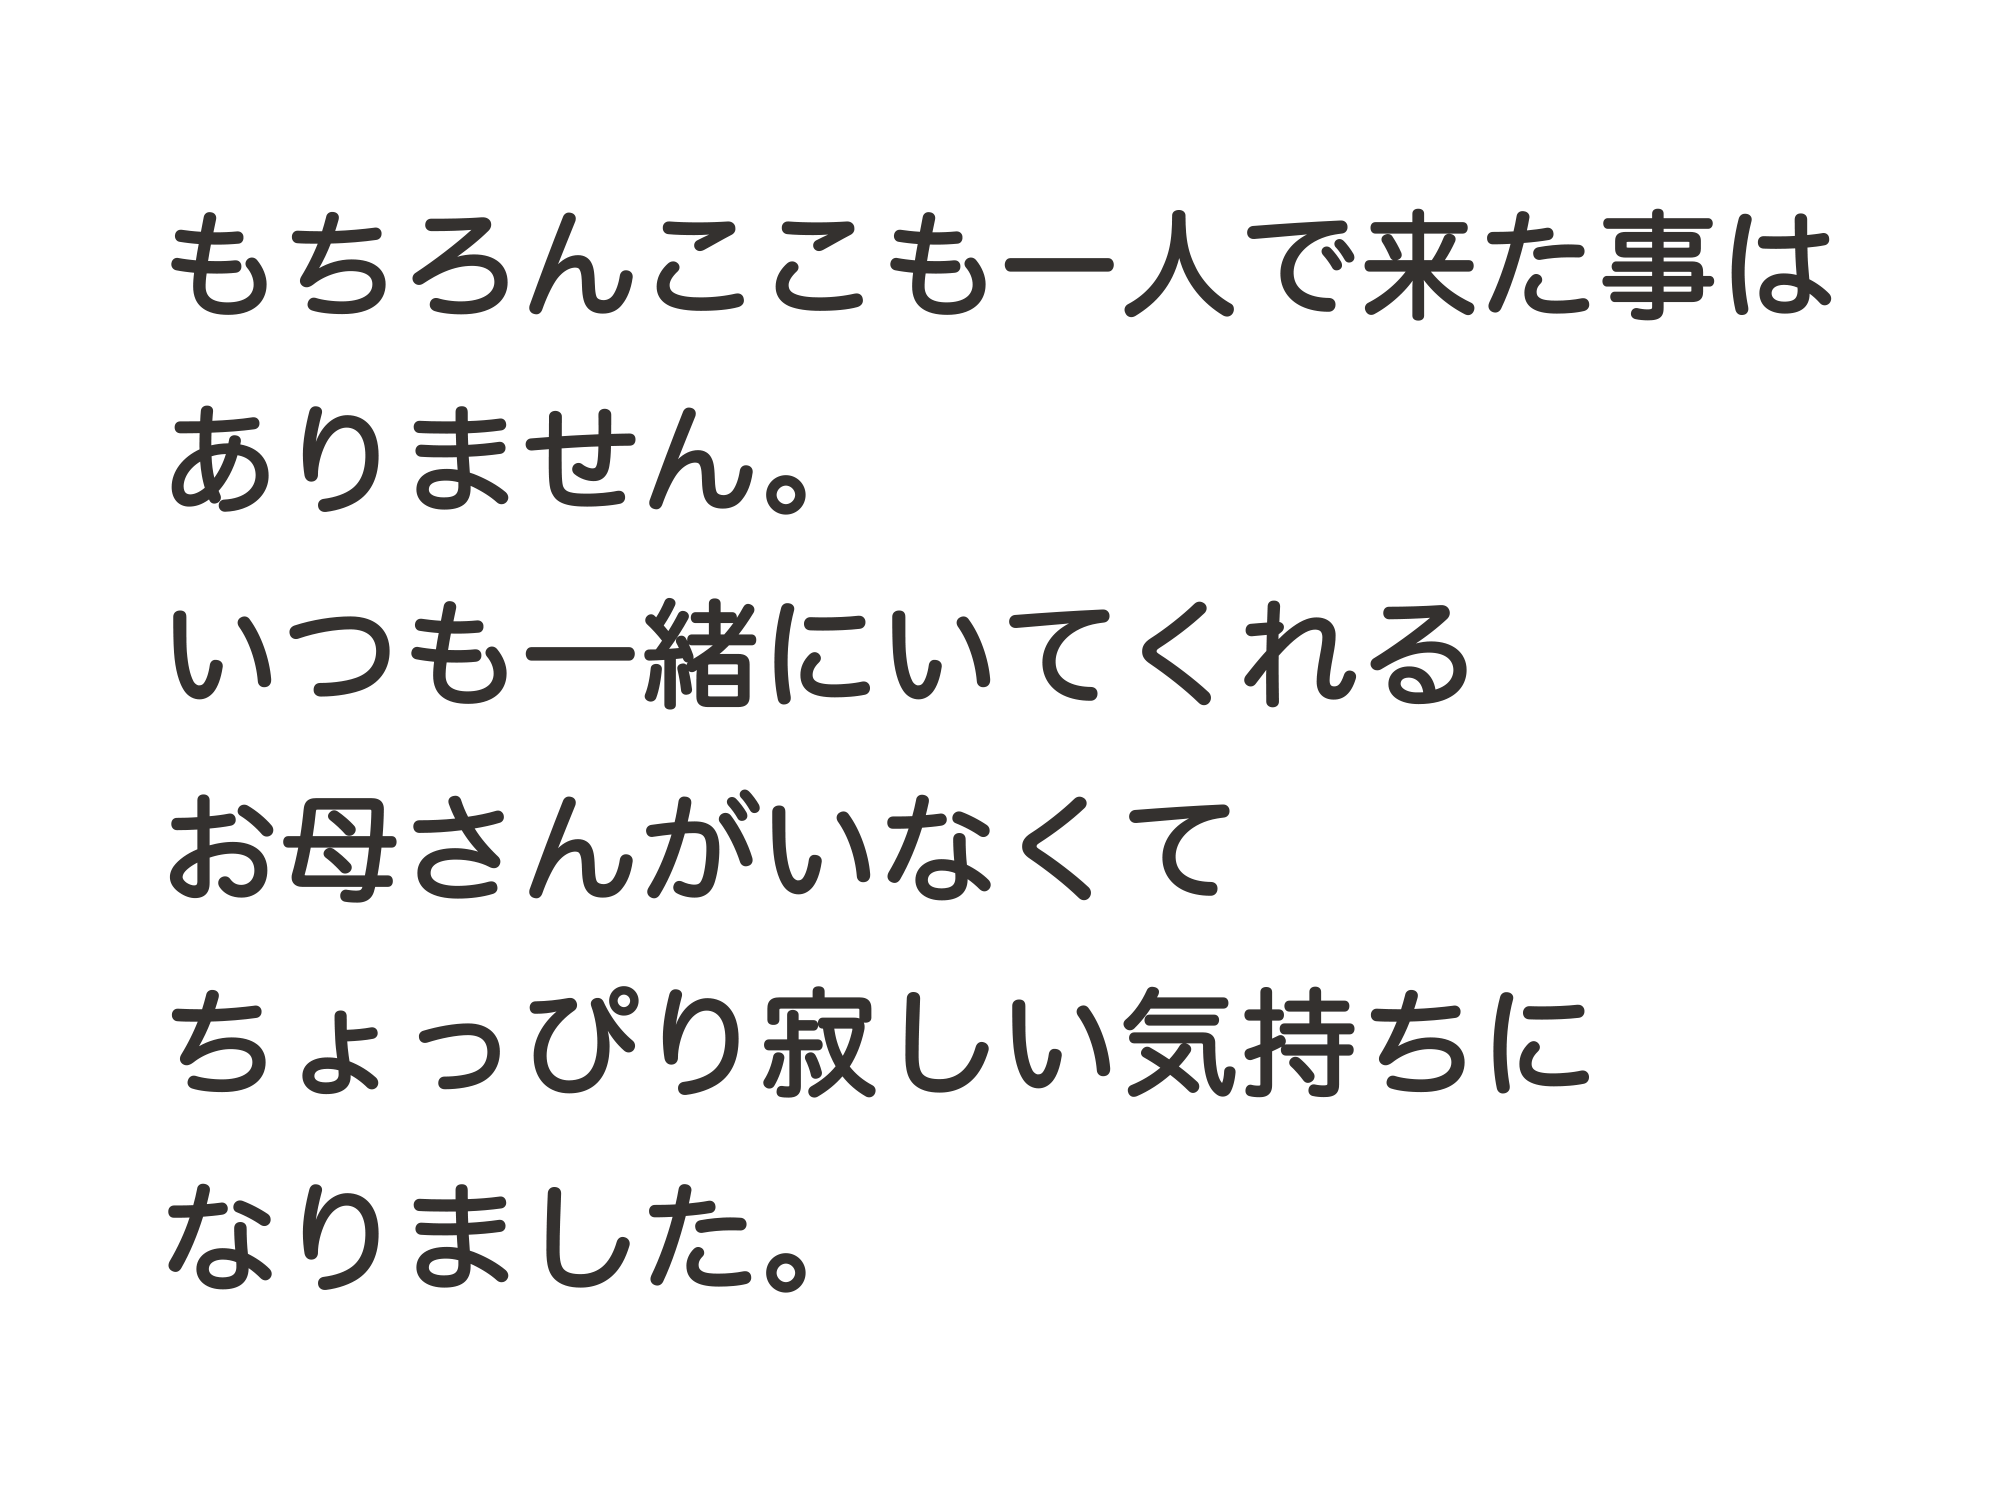 もちろんここも一人で来た事は
ありません。
いつも一緒にいてくれる
お母さんがいなくて
ちょっぴり寂しい気持ちに
なりました。